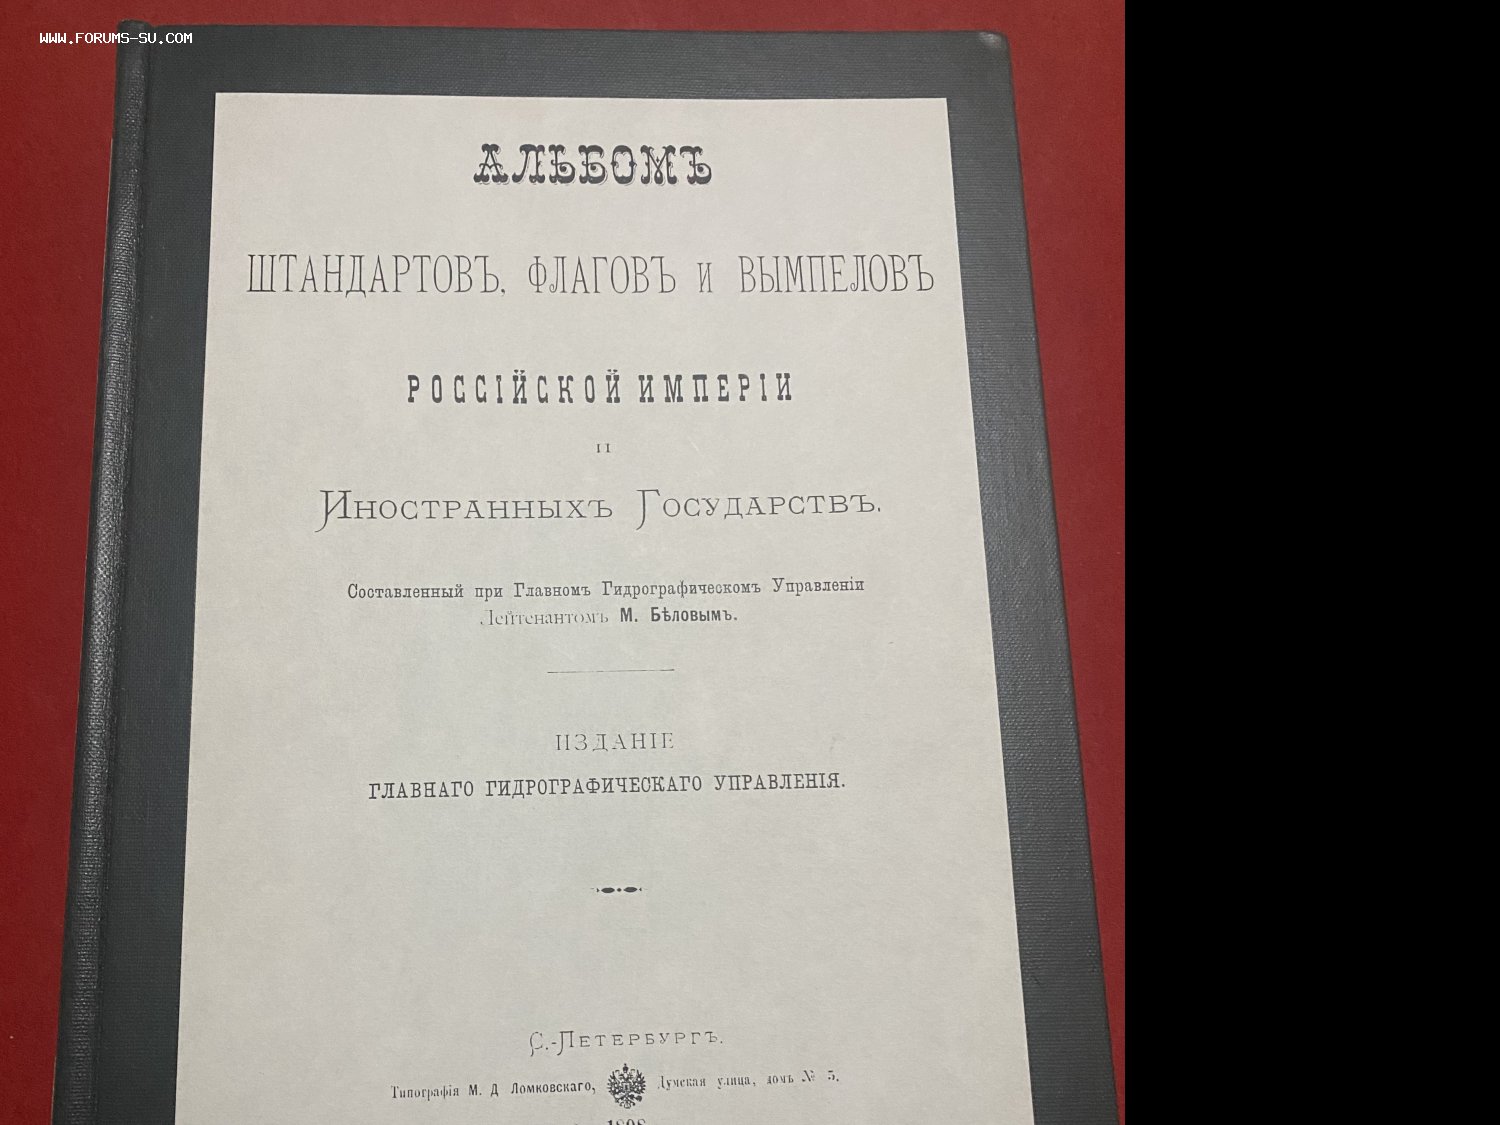 WWW.FORUMS-SU.COM
АЛЬБОМЪ
ШТАНДАРТОВЪ, ФЛАГОВЪ И ВЫМПЕЛОВЪ
РОССІЙСКОЙ ИМПЕРІИ
И
Иностранныхъ Государствъ.
Составленный при Главномъ Гидрографическомъ Управленіи
Лейтенантомъ М. Бѣловымъ.
ИЗДАНІЕ
ГЛАВНАГО ГИДРОГРАФИЧЕСКАГО УПРАВЛЕНІЯ.
С.-Петербургъ.
Типографія М. Д Ломковскаго, Думская улица, домъ № 5.